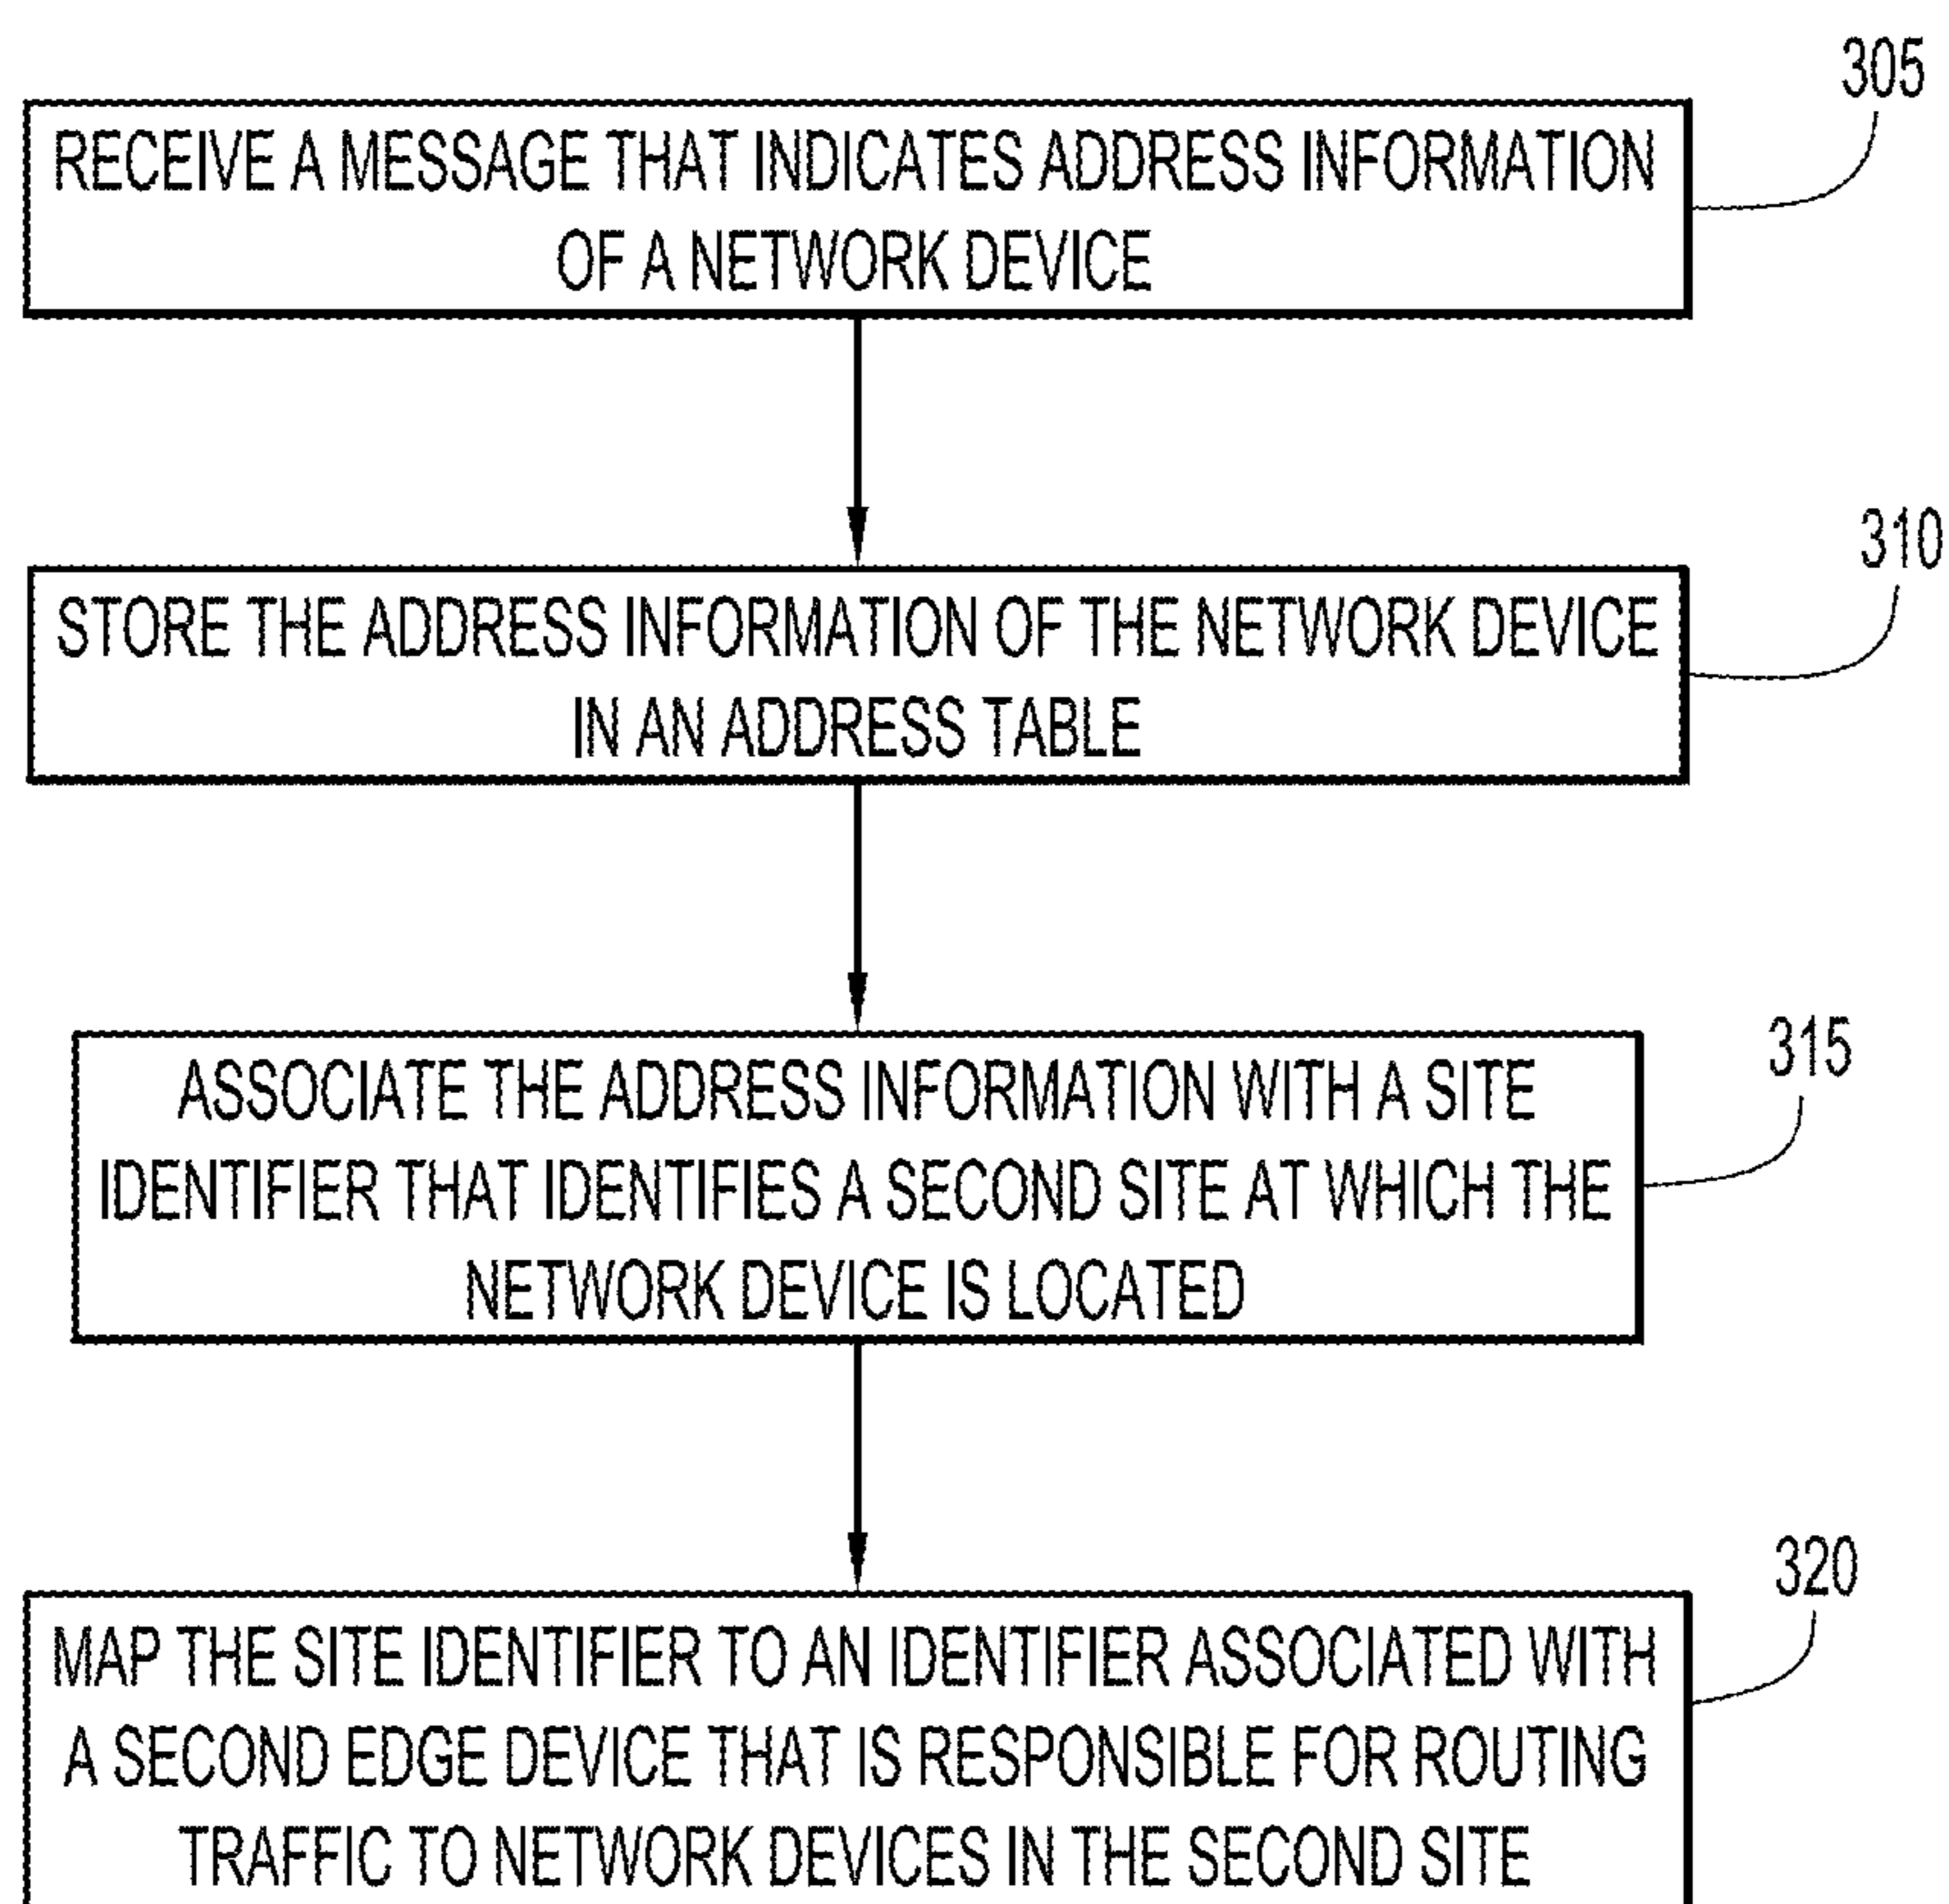 305
RECEIVE A MESSAGE THAT INDICATES ADDRESS INFORMATION
OF A NETWORK DEVICE
310
STORE THE ADDRESS INFORMATION OF THE NETWORK DEVICE
IN AN ADDRESS TABLE
315
ASSOCIATE THE ADDRESS INFORMATION WITH A SITE
IDENTIFIER THAT IDENTIFIES A SECOND SITE AT WHICH THE
NETWORK DEVICE IS LOCATED
320
MAP THE SITE IDENTIFIER TO AN IDENTIFIER ASSOCIATED WITH
A SECOND EDGE DEVICE THAT IS RESPONSIBLE FOR ROUTING
TRAFFIC TO NETWORK DEVICES IN THE SECOND SITE